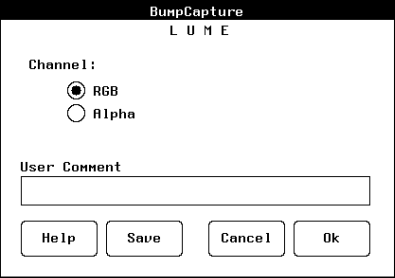 BumpCapture
L U M E
Channel:
RGB
Alpha
User Comment
Help Save Cancel Ok